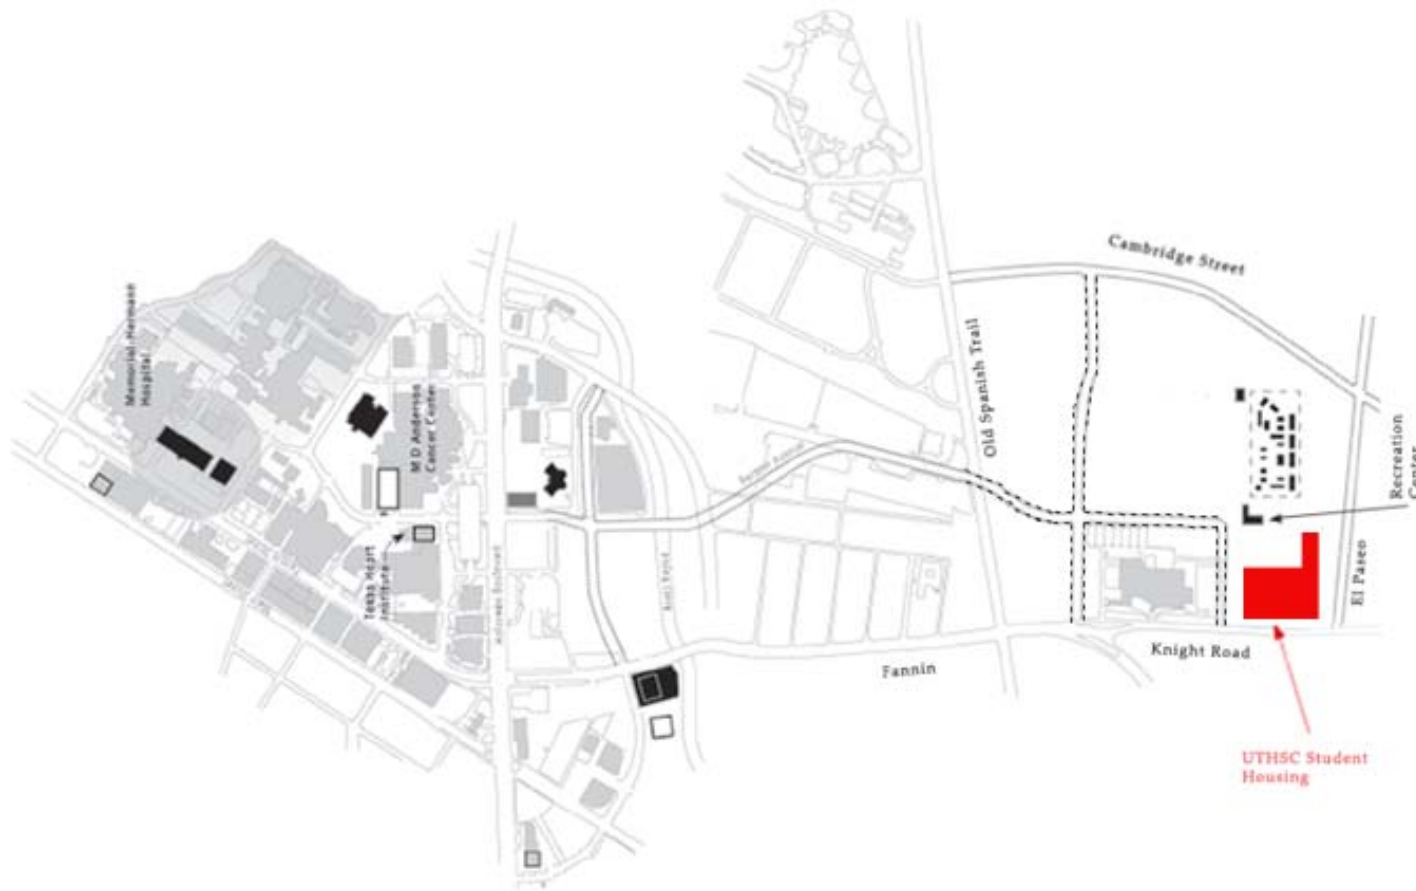 Cambridge Street
Old Spanish Trail
Memorial-Hermann
Hospital
M D Anderson
Cancer Center
Texas Heart
Institute
Recreation
Center
El Paseo
Fannin
Knight Road
UTHSC Student
Housing